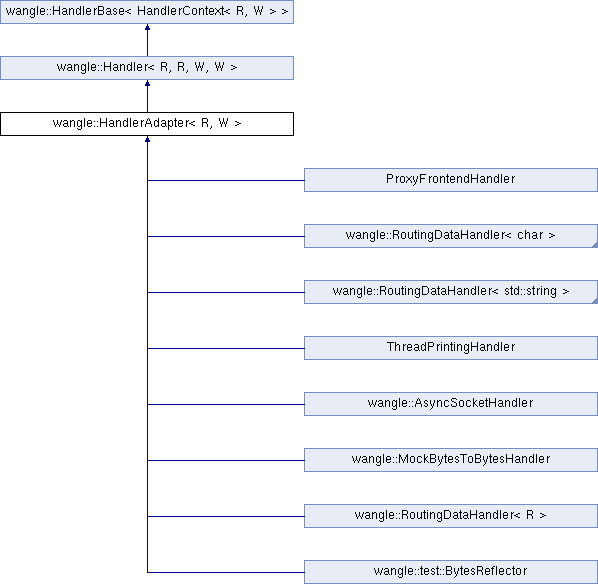 wangle::HandlerBase< HandlerContext< R, W > >
wangle::Handler< R, R, W, W >
wangle::HandlerAdapter< R, W >
ProxyFrontendHandler
wangle::RoutingDataHandler< char >
wangle::RoutingDataHandler< std::string >
ThreadPrintingHandler
wangle::AsyncSocketHandler
wangle::MockBytesToBytesHandler
wangle::RoutingDataHandler< R >
wangle::test::BytesReflector